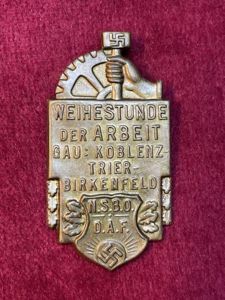 WEIHESTUNDE
DER ARBEIT
GAU: KOBLENZ-
TRIER-
BIRKENFELD
N.S.B.O.
D.A.F.